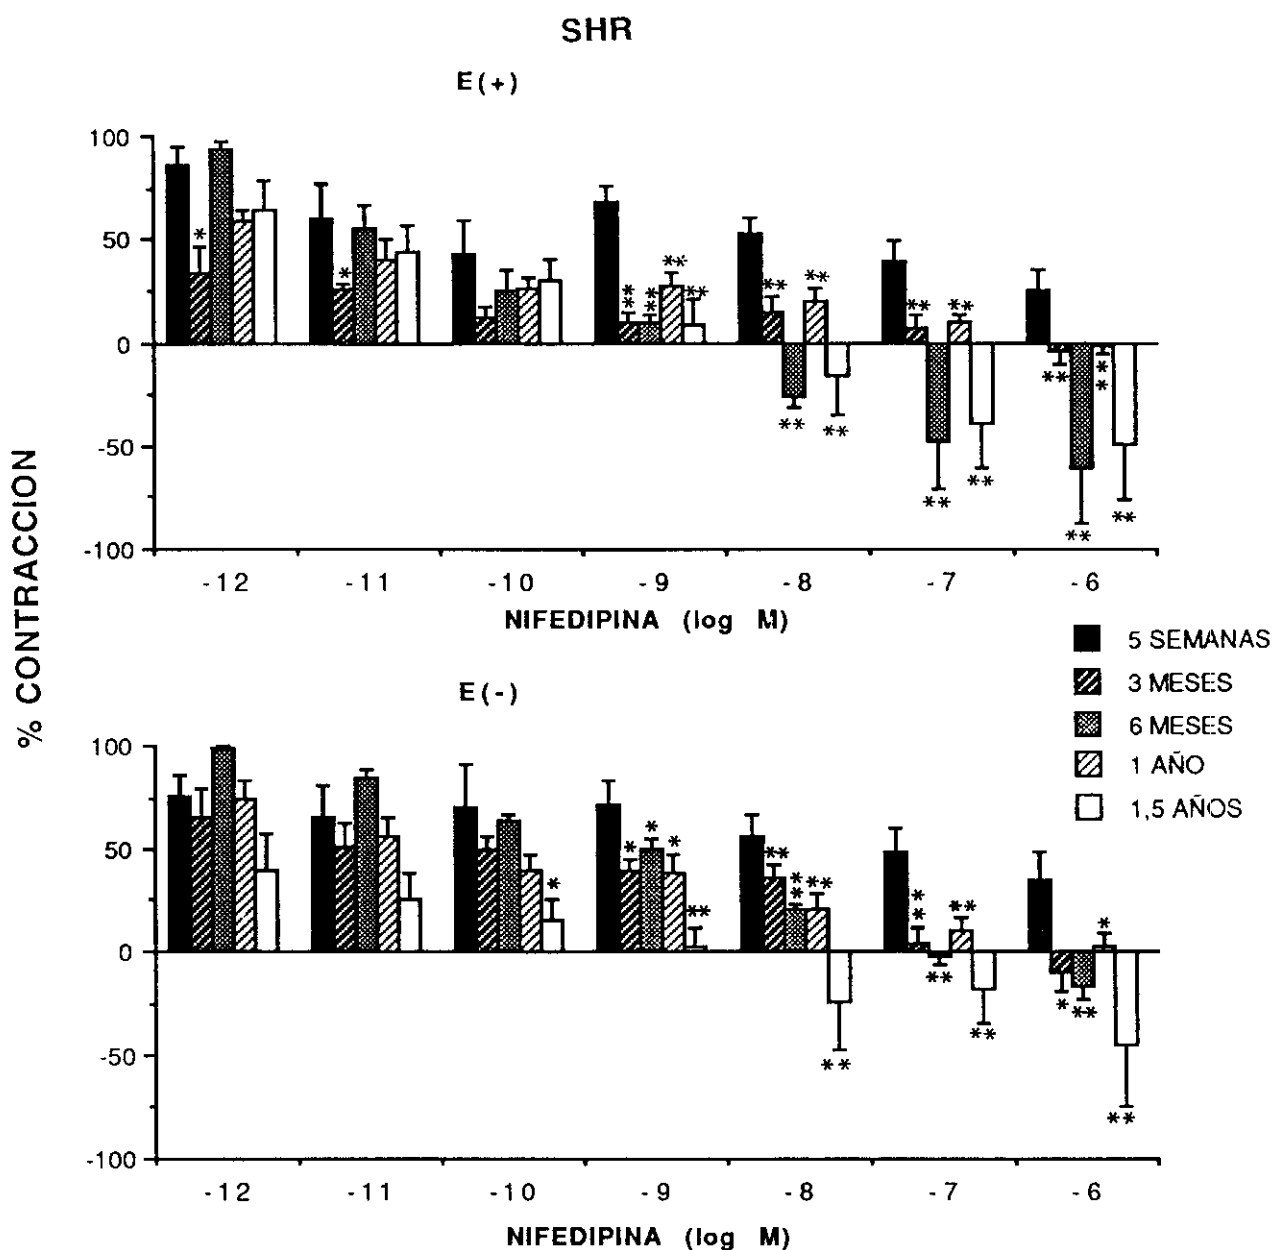 SHR
E(+)
100
50
0
-50
-100
* * ** ** ** ** ** ** ** ** ** ** ** ** ** ** ** ** **
-12 -11 -10 -9 -8 -7 -6
NIFEDIPINA (log M)
% CONTRACCION
5 SEMANAS
3 MESES
6 MESES
1 AÑO
1,5 AÑOS
E(-)
100
50
0
-50
-100
* * * * ** ** ** ** ** ** ** ** ** * ** * **
-12 -11 -10 -9 -8 -7 -6
NIFEDIPINA (log M)